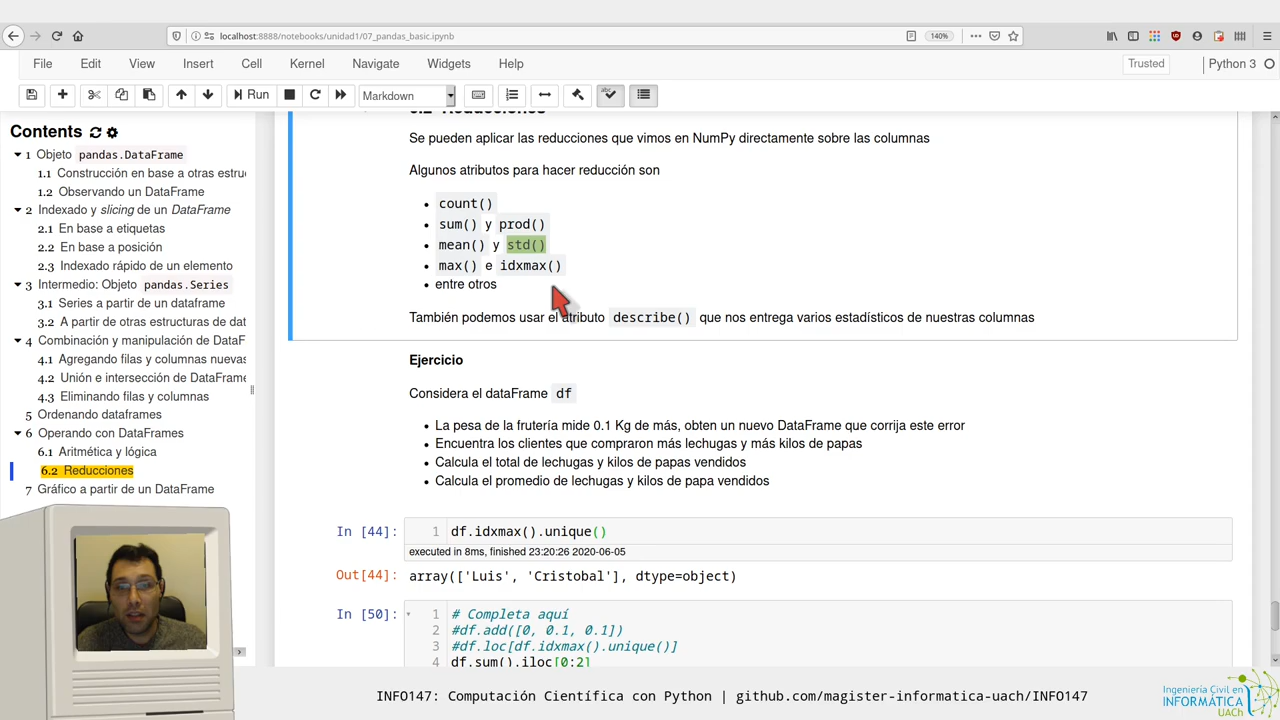 localhost:8888/notebooks/unidad1/07_pandas_basic.ipynb
140%
File Edit View Insert Cell Kernel Navigate Widgets Help
Trusted
Python 3
Run
Markdown
Contents
1 Objeto pandas.DataFrame
1.1 Construcción en base a otras estru
1.2 Observando un DataFrame
2 Indexado y slicing de un DataFrame
2.1 En base a etiquetas
2.2 En base a posición
2.3 Indexado rápido de un elemento
3 Intermedio: Objeto pandas.Series
3.1 Series a partir de un dataframe
3.2 A partir de otras estructuras de dat
4 Combinación y manipulación de DataF
4.1 Agregando filas y columnas nuevas
4.2 Unión e intersección de DataFrame
4.3 Eliminando filas y columnas
5 Ordenando dataframes
6 Operando con DataFrames
6.1 Aritmética y lógica
6.2 Reducciones
7 Gráfico a partir de un DataFrame
6.2 Reducciones
Se pueden aplicar las reducciones que vimos en NumPy directamente sobre las columnas
Algunos atributos para hacer reducción son
count()
sum() y prod()
mean() y std()
max() e idxmax()
entre otros
También podemos usar el atributo describe() que nos entrega varios estadísticos de nuestras columnas
Ejercicio
Considera el dataFrame df
La pesa de la frutería mide 0.1 Kg de más, obten un nuevo DataFrame que corrija este error
Encuentra los clientes que compraron más lechugas y más kilos de papas
Calcula el total de lechugas y kilos de papas vendidos
Calcula el promedio de lechugas y kilos de papa vendidos
In [44]: 1 df.idxmax().unique()
executed in 8ms, finished 23:20:26 2020-06-05
Out[44]: array(['Luis', 'Cristobal'], dtype=object)
In [50]: 1 # Completa aquí
2 #df.add([0, 0.1, 0.1])
3 #df.loc[df.idxmax().unique()]
4 df.sum().iloc[0:2]
INFO147: Computación Científica con Python | github.com/magister-informatica-uach/INFO147
Ingeniería Civil en
INFORMÁTICA
UACh